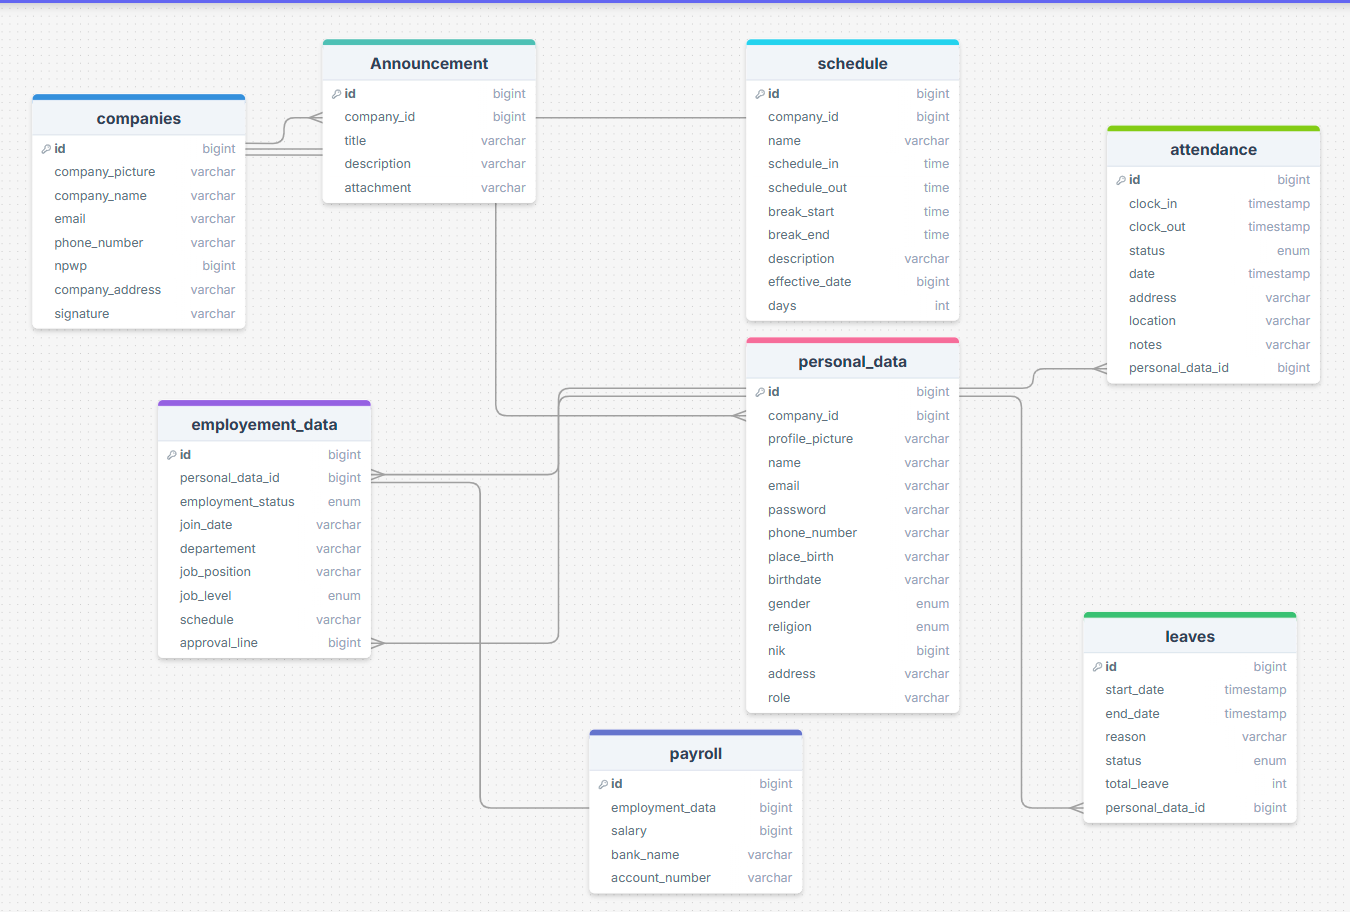 companies
id bigint
company_picture varchar
company_name varchar
email varchar
phone_number varchar
npwp bigint
company_address varchar
signature varchar
Announcement
id bigint
company_id bigint
title varchar
description varchar
attachment varchar
schedule
id bigint
company_id bigint
name varchar
schedule_in time
schedule_out time
break_start time
break_end time
description varchar
effective_date bigint
days int
attendance
id bigint
clock_in timestamp
clock_out timestamp
status enum
date timestamp
address varchar
location varchar
notes varchar
personal_data_id bigint
employement_data
id bigint
personal_data_id bigint
employment_status enum
join_date varchar
departement varchar
job_position varchar
job_level enum
schedule varchar
approval_line bigint
personal_data
id bigint
company_id bigint
profile_picture varchar
name varchar
email varchar
password varchar
phone_number varchar
place_birth varchar
birthdate varchar
gender enum
religion enum
nik bigint
address varchar
role varchar
leaves
id bigint
start_date timestamp
end_date timestamp
reason varchar
status enum
total_leave int
personal_data_id bigint
payroll
id bigint
employment_data bigint
salary bigint
bank_name varchar
account_number varchar